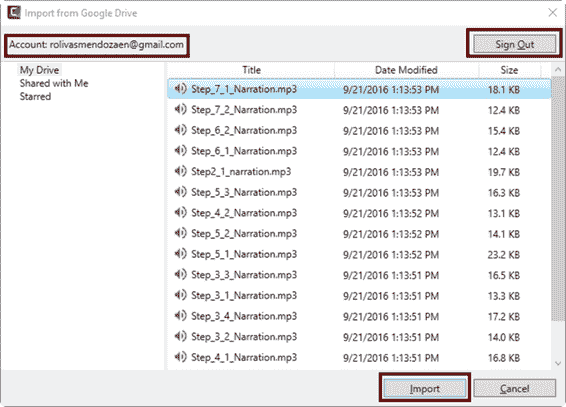 Import from Google Drive
Account: rolivasmendozaen@gmail.com Sign Out
My Drive
Shared with Me
Starred
Title Date Modified Size
Step_7_1_Narration.mp3 9/21/2016 1:13:53 PM 18.1 KB
Step_7_2_Narration.mp3 9/21/2016 1:13:53 PM 12.4 KB
Step_6_2_Narration.mp3 9/21/2016 1:13:53 PM 15.4 KB
Step_6_1_Narration.mp3 9/21/2016 1:13:53 PM 12.4 KB
Step2_1_narration.mp3 9/21/2016 1:13:53 PM 19.7 KB
Step_5_3_Narration.mp3 9/21/2016 1:13:53 PM 16.3 KB
Step_4_2_Narration.mp3 9/21/2016 1:13:52 PM 13.1 KB
Step_5_2_Narration.mp3 9/21/2016 1:13:52 PM 14.1 KB
Step_5_1_Narration.mp3 9/21/2016 1:13:52 PM 23.2 KB
Step_3_3_Narration.mp3 9/21/2016 1:13:51 PM 16.5 KB
Step_3_1_Narration.mp3 9/21/2016 1:13:51 PM 13.3 KB
Step_3_4_Narration.mp3 9/21/2016 1:13:51 PM 17.2 KB
Step_3_2_Narration.mp3 9/21/2016 1:13:51 PM 14.0 KB
Step_4_1_Narration.mp3 9/21/2016 1:13:51 PM 16.8 KB
Import Cancel